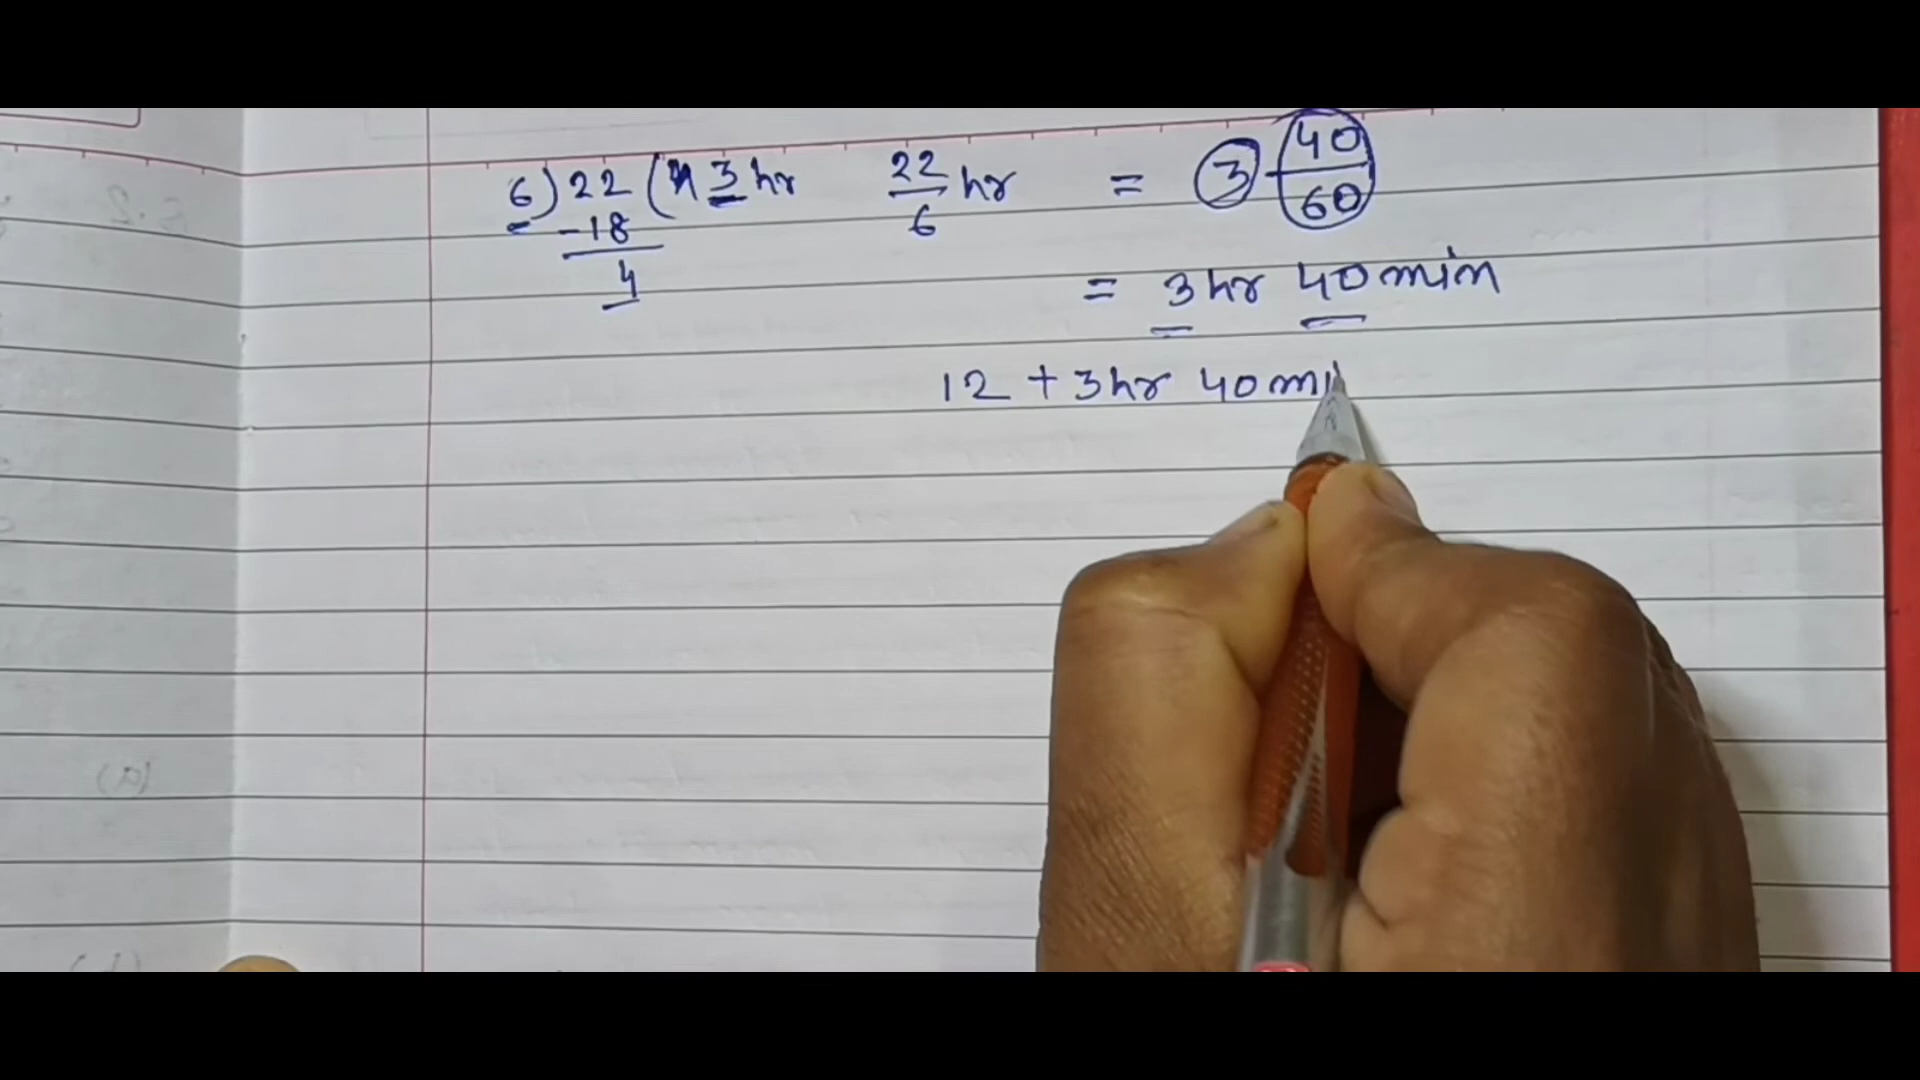 6)22(3 hr 22/6 hr = 3 40/60
-18
4
= 3 hr 40 min
12 + 3 hr 40 mi